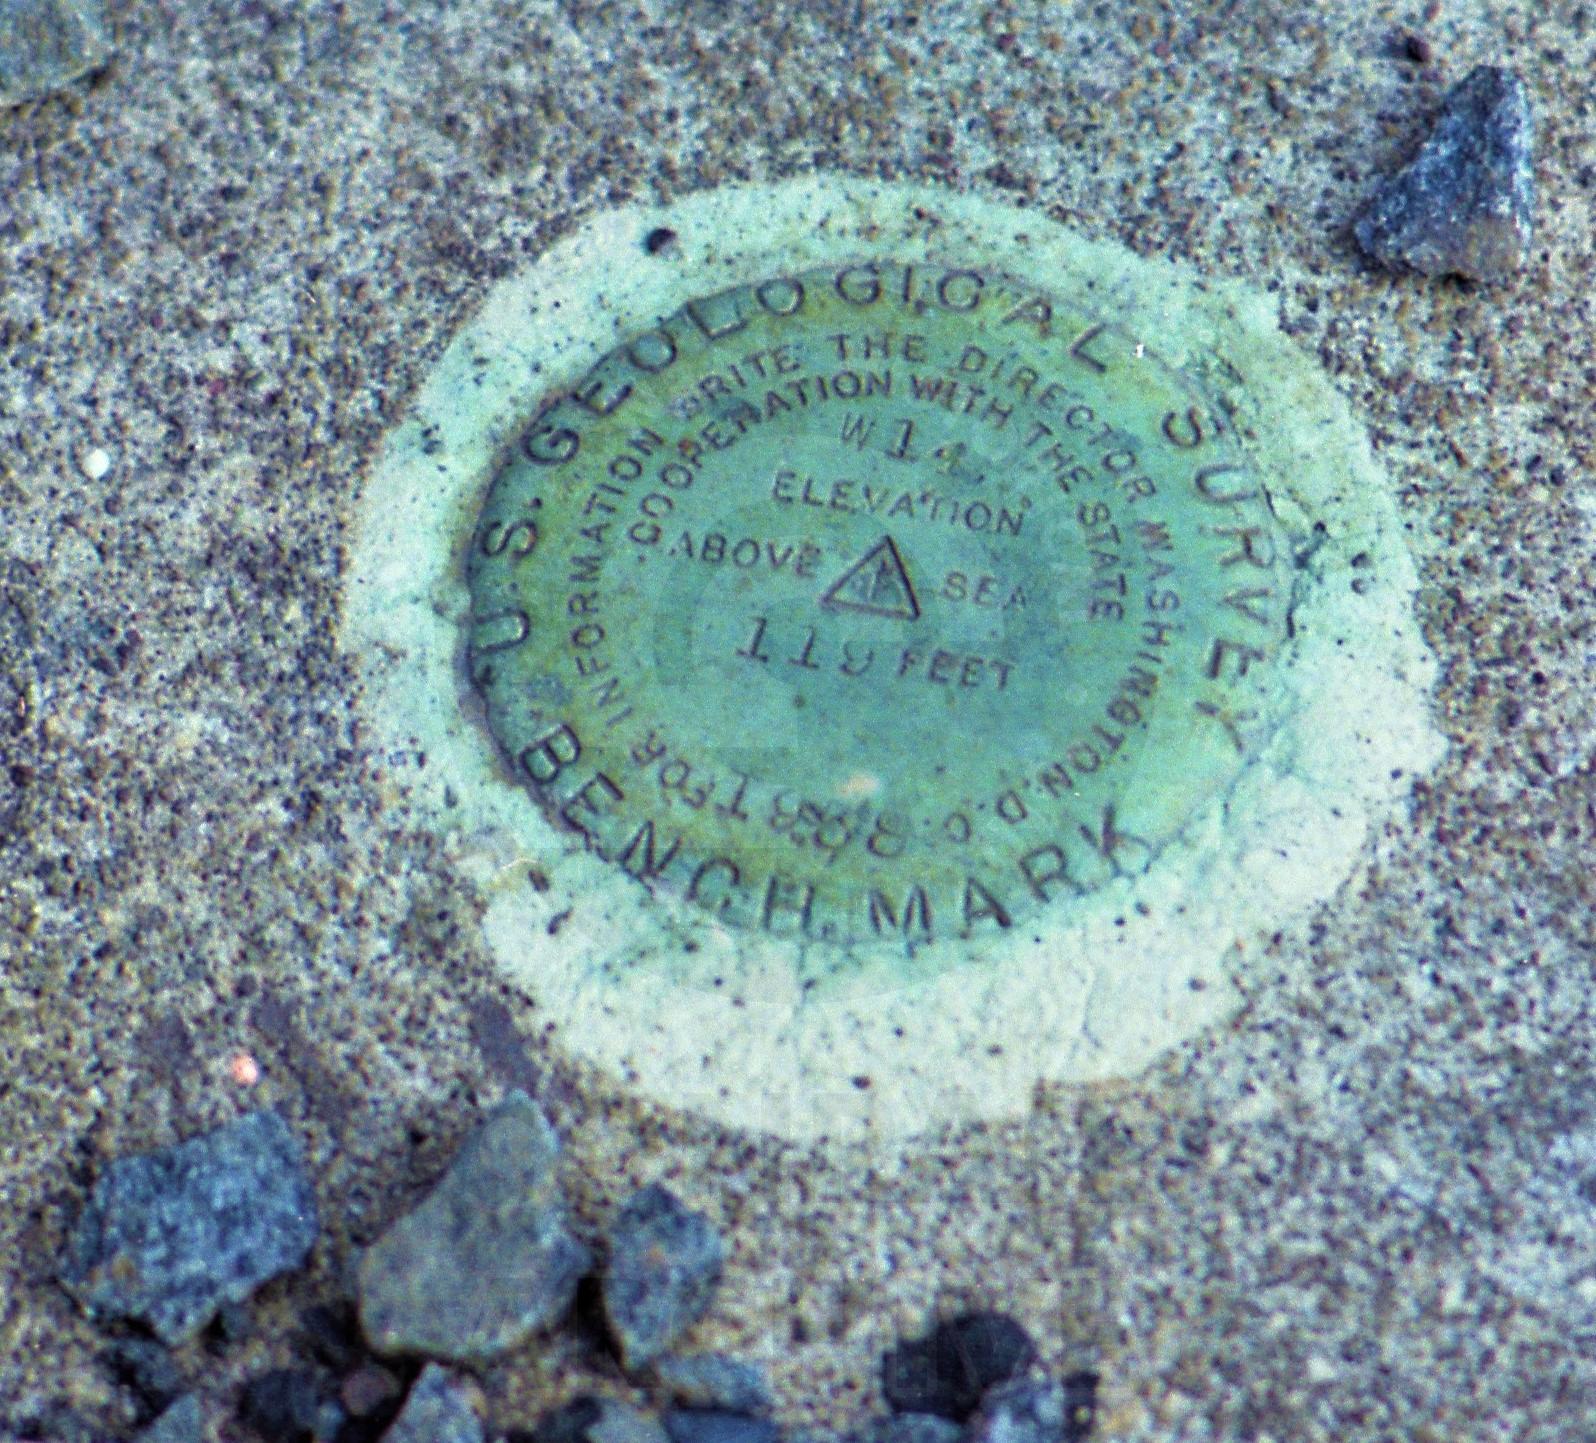 U.S. GEOLOGICAL SURVEY
BENCH MARK
FOR INFORMATION WRITE THE DIRECTOR WASHINGTON, D.C.
COOPERATION WITH THE STATE
W14
ELEVATION
ABOVE SEA
119 FEET